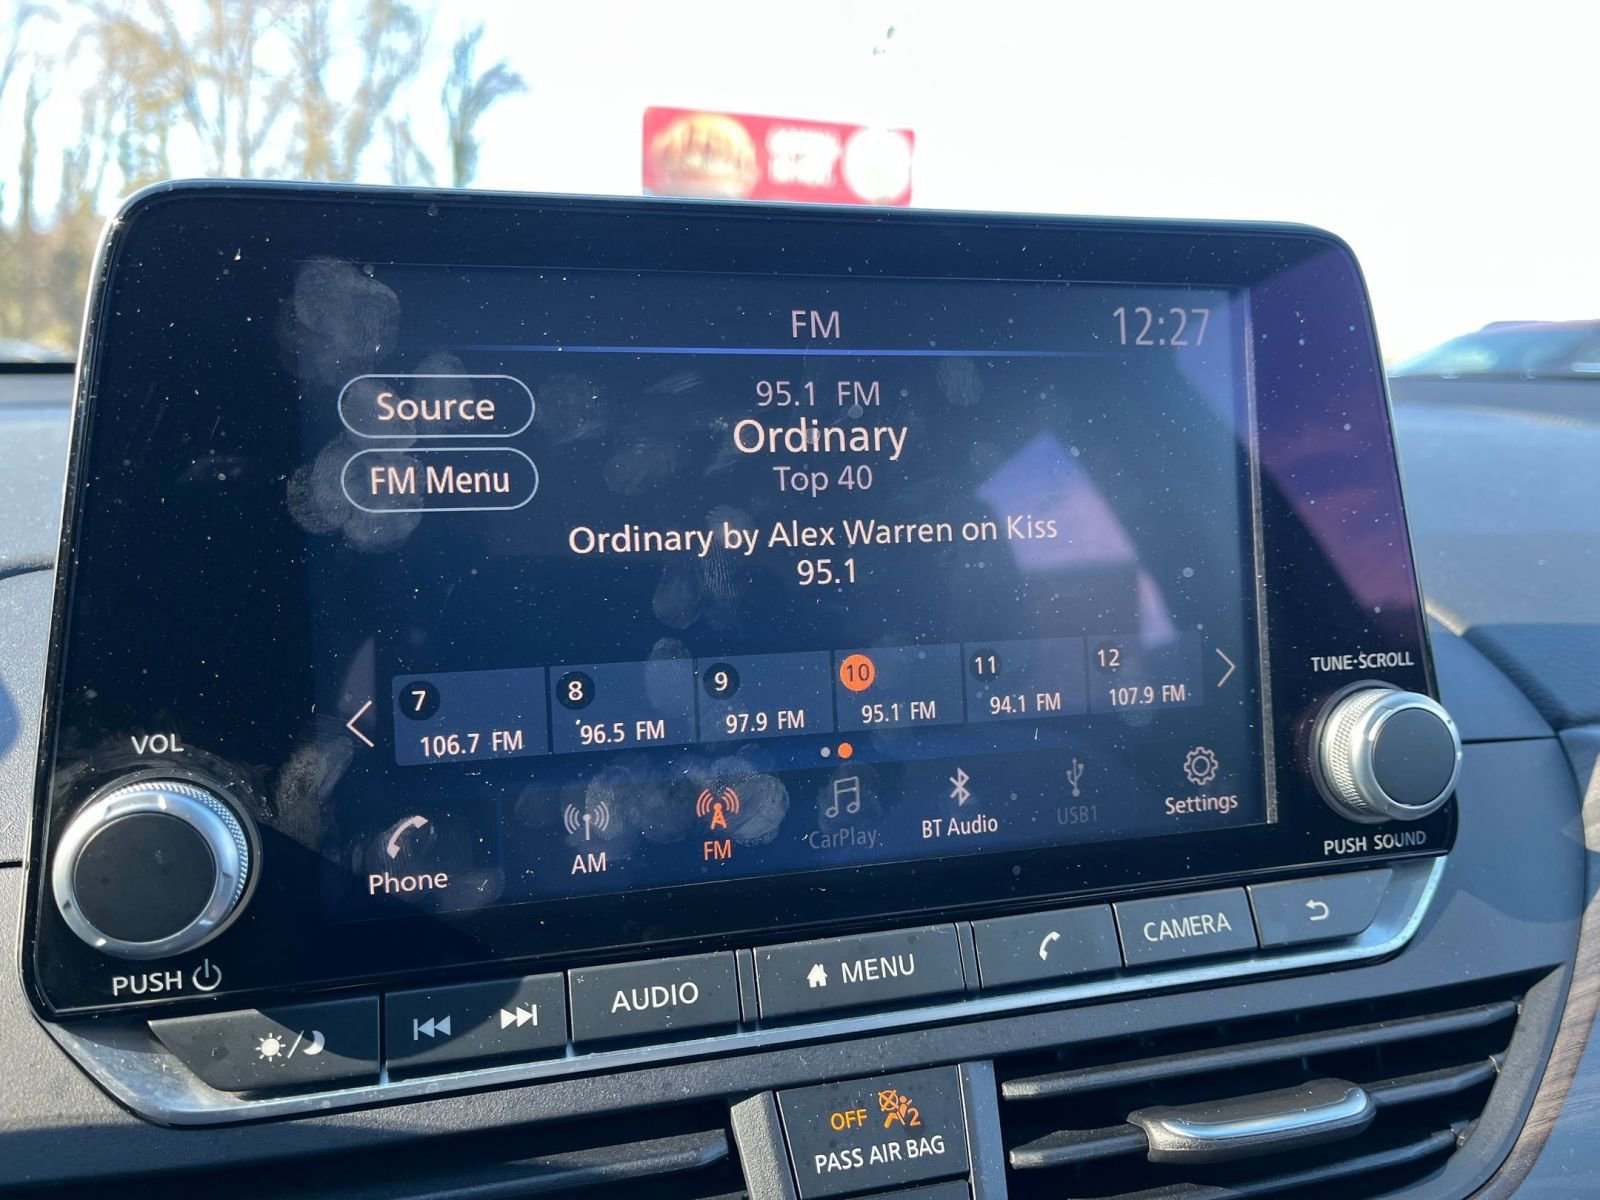 FM
12:27
Source
FM Menu
95.1 FM
Ordinary
Top 40
Ordinary by Alex Warren on Kiss
95.1
7
106.7 FM
8
96.5 FM
9
97.9 FM
10
95.1 FM
11
94.1 FM
12
107.9 FM
Phone
AM
FM
CarPlay
BT Audio
USB1
Settings
VOL
PUSH
TUNE·SCROLL
PUSH SOUND
AUDIO
MENU
CAMERA
OFF
2
PASS AIR BAG